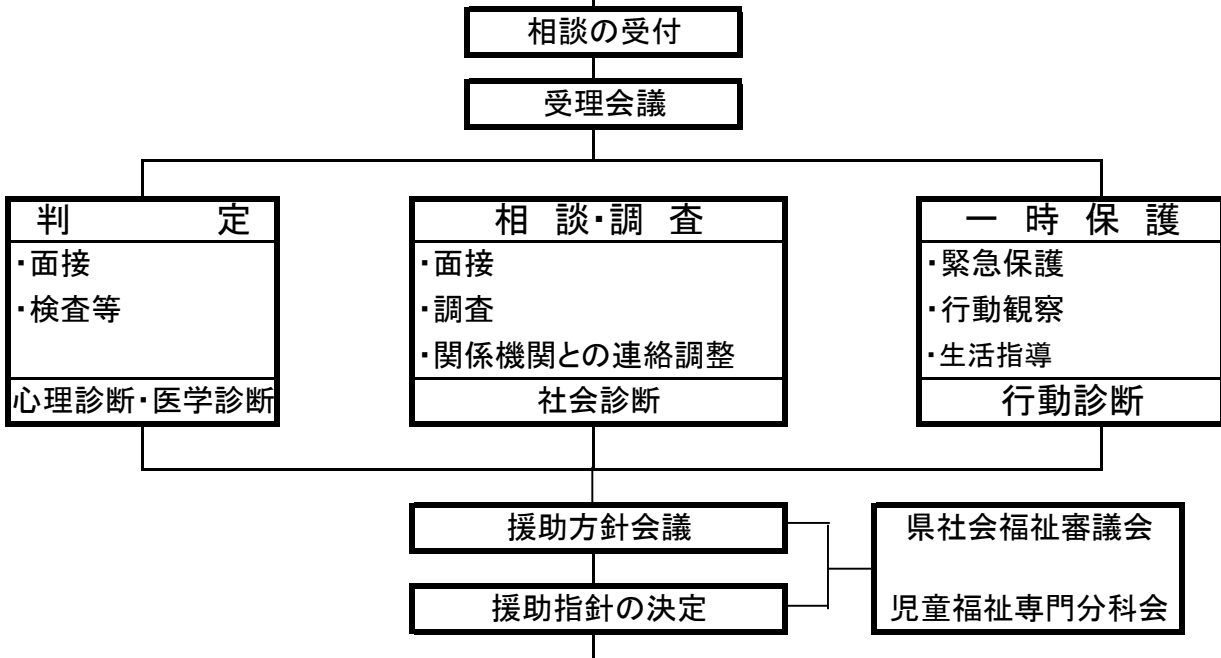 相談の受付
受理会議
判 定
・面接
・検査等
心理診断・医学診断
相 談・調 査
・面接
・調査
・関係機関との連絡調整
社会診断
一 時 保 護
・緊急保護
・行動観察
・生活指導
行動診断
援助方針会議
援助指針の決定
県社会福祉審議会
児童福祉専門分科会